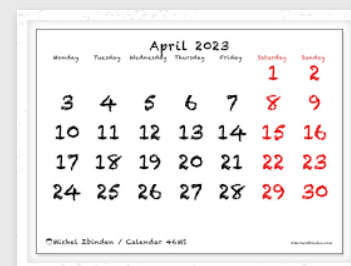 April 2023
Monday Tuesday Wednesday Thursday Friday Saturday Sunday
1 2
3 4 5 6 7 8 9
10 11 12 13 14 15 16
17 18 19 20 21 22 23
24 25 26 27 28 29 30
Michel Zbinden / Calendar 46MS